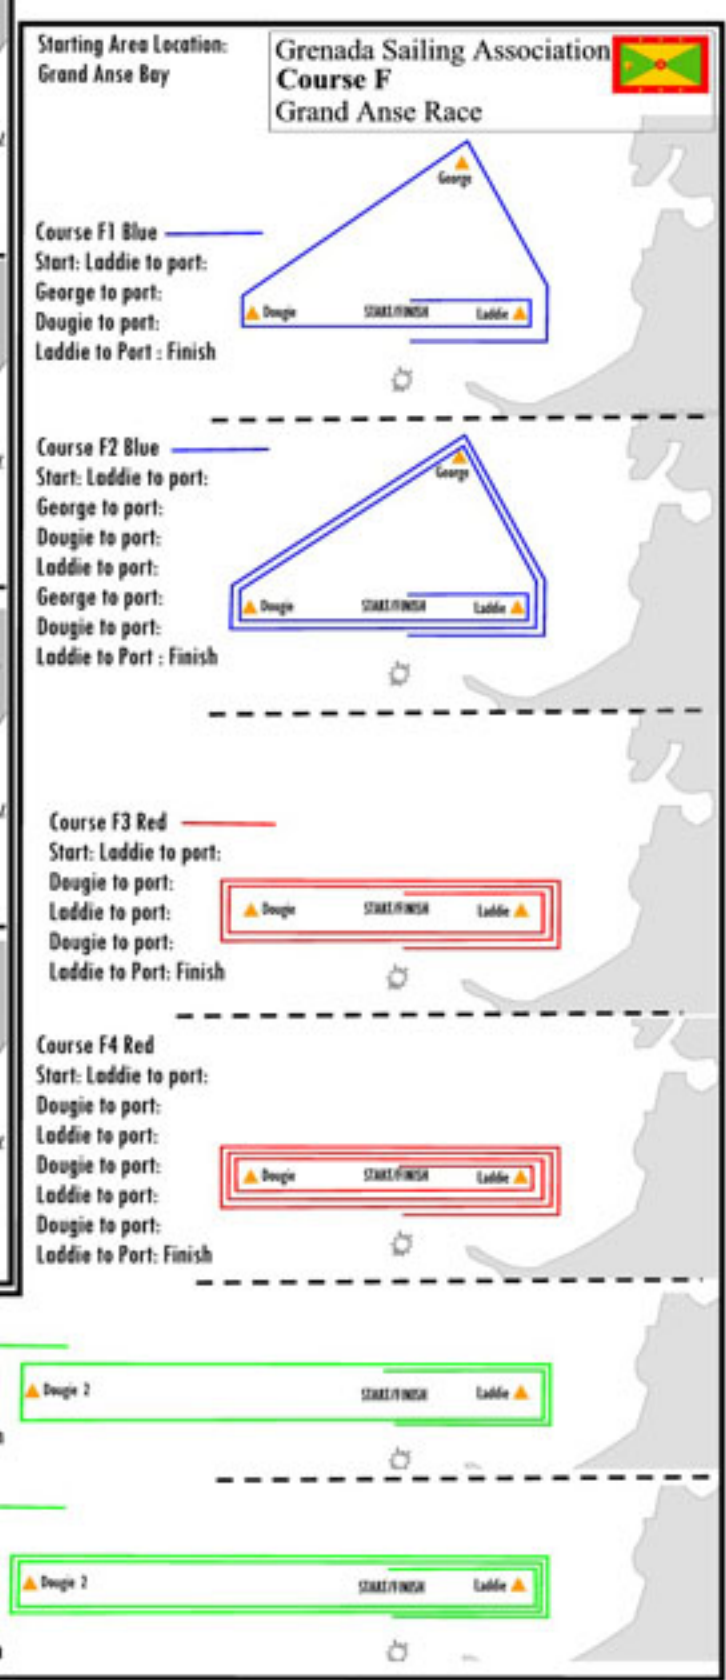 Starting Area Location:
Grand Anse Bay
Grenada Sailing Association
Course F
Grand Anse Race
George
Course F1 Blue
Start: Laddie to port:
George to port:
Dougie to port:
Laddie to Port : Finish
Dougie
START/FINISH
Laddie
Course F2 Blue
Start: Laddie to port:
George to port:
Dougie to port:
Laddie to port:
George to port:
Dougie to port:
Laddie to Port : Finish
George
Dougie
START/FINISH
Laddie
Course F3 Red
Start: Laddie to port:
Dougie to port:
Laddie to port:
Dougie to port:
Laddie to Port: Finish
Dougie
START/FINISH
Laddie
Course F4 Red
Start: Laddie to port:
Dougie to port:
Laddie to port:
Dougie to port:
Laddie to port:
Dougie to port:
Laddie to Port: Finish
Dougie
START/FINISH
Laddie
Dougie 2
START/FINISH
Laddie
Dougie 2
START/FINISH
Laddie